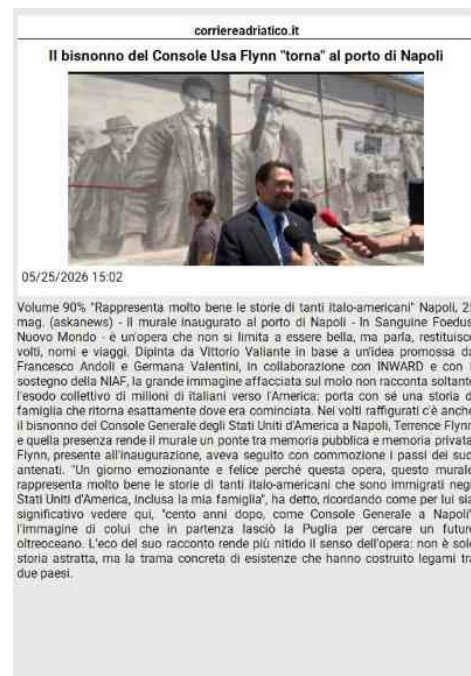 corriereadriatico.it
Il bisnonno del Console Usa Flynn "torna" al porto di Napoli
05/25/2026 15:02
Volume 90% "Rappresenta molto bene le storie di tanti italo-americani" Napoli, 25
mag. (askanews) - Il murale inaugurato al porto di Napoli - In Sanguine Foedus
Nuovo Mondo - è un'opera che non si limita a essere bella, ma parla, restituisce
volti, nomi e viaggi. Dipinta da Vittorio Valiante in base a un'idea promossa da
Francesco Andoli e Germana Valentini, in collaborazione con INWARD e con
sostegno della NIAF, la grande immagine affacciata sul molo non racconta soltanto
l'esodo collettivo di milioni di italiani verso l'America: porta con sé una storia di
famiglia che ritorna esattamente dove era cominciata. Nei volti raffigurati c'è anche
il bisnonno del Console Generale degli Stati Uniti d'America a Napoli, Terrence Flynn
e quella presenza rende il murale un ponte tra memoria pubblica e memoria privata.
Flynn, presente all'inaugurazione, aveva seguito con commozione i passi dei suoi
antenati. "Un giorno emozionante e felice perché questa opera, questo murale
rappresenta molto bene le storie di tanti italo-americani che sono immigrati negli
Stati Uniti d'America, inclusa la mia famiglia", ha detto, ricordando come per lui sia
significativo vedere qui, "cento anni dopo, come Console Generale a Napoli"
l'immagine di colui che in partenza lasciò la Puglia per cercare un futuro
oltreoceano. L'eco del suo racconto rende più nitido il senso dell'opera: non è solo
storia astratta, ma la trama concreta di esistenze che hanno costruito legami tra
due paesi.